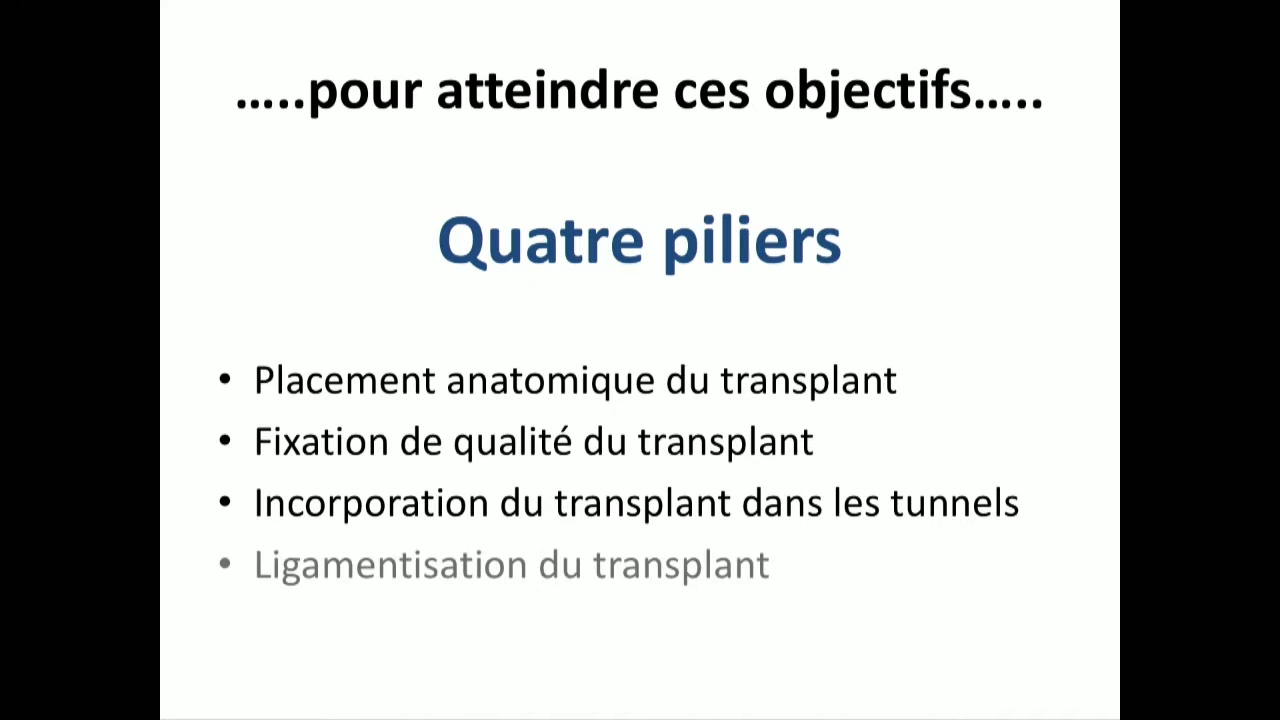 .....pour atteindre ces objectifs.....
Quatre piliers
• Placement anatomique du transplant
• Fixation de qualité du transplant
• Incorporation du transplant dans les tunnels
• Ligamentisation du transplant